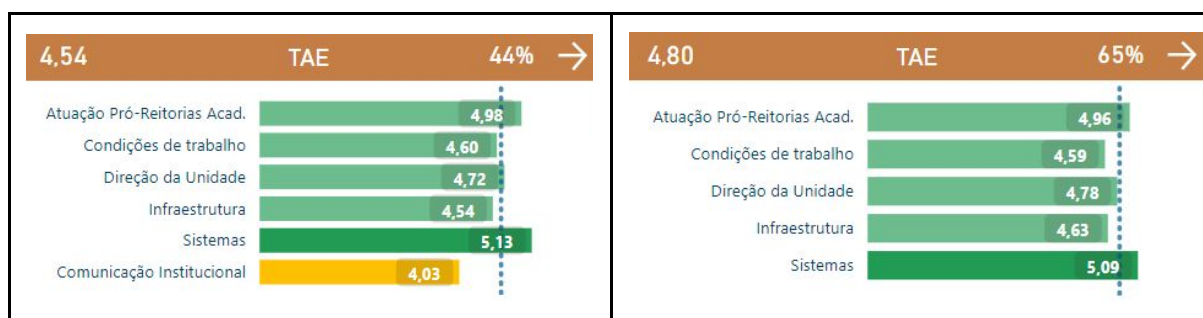 4,54 TAE 44% →
Atuação Pró-Reitorias Acad. 4,98
Condições de trabalho 4,60
Direção da Unidade 4,72
Infraestrutura 4,54
Sistemas 5,13
Comunicação Institucional 4,03
4,80 TAE 65% →
Atuação Pró-Reitorias Acad. 4,96
Condições de trabalho 4,59
Direção da Unidade 4,78
Infraestrutura 4,63
Sistemas 5,09